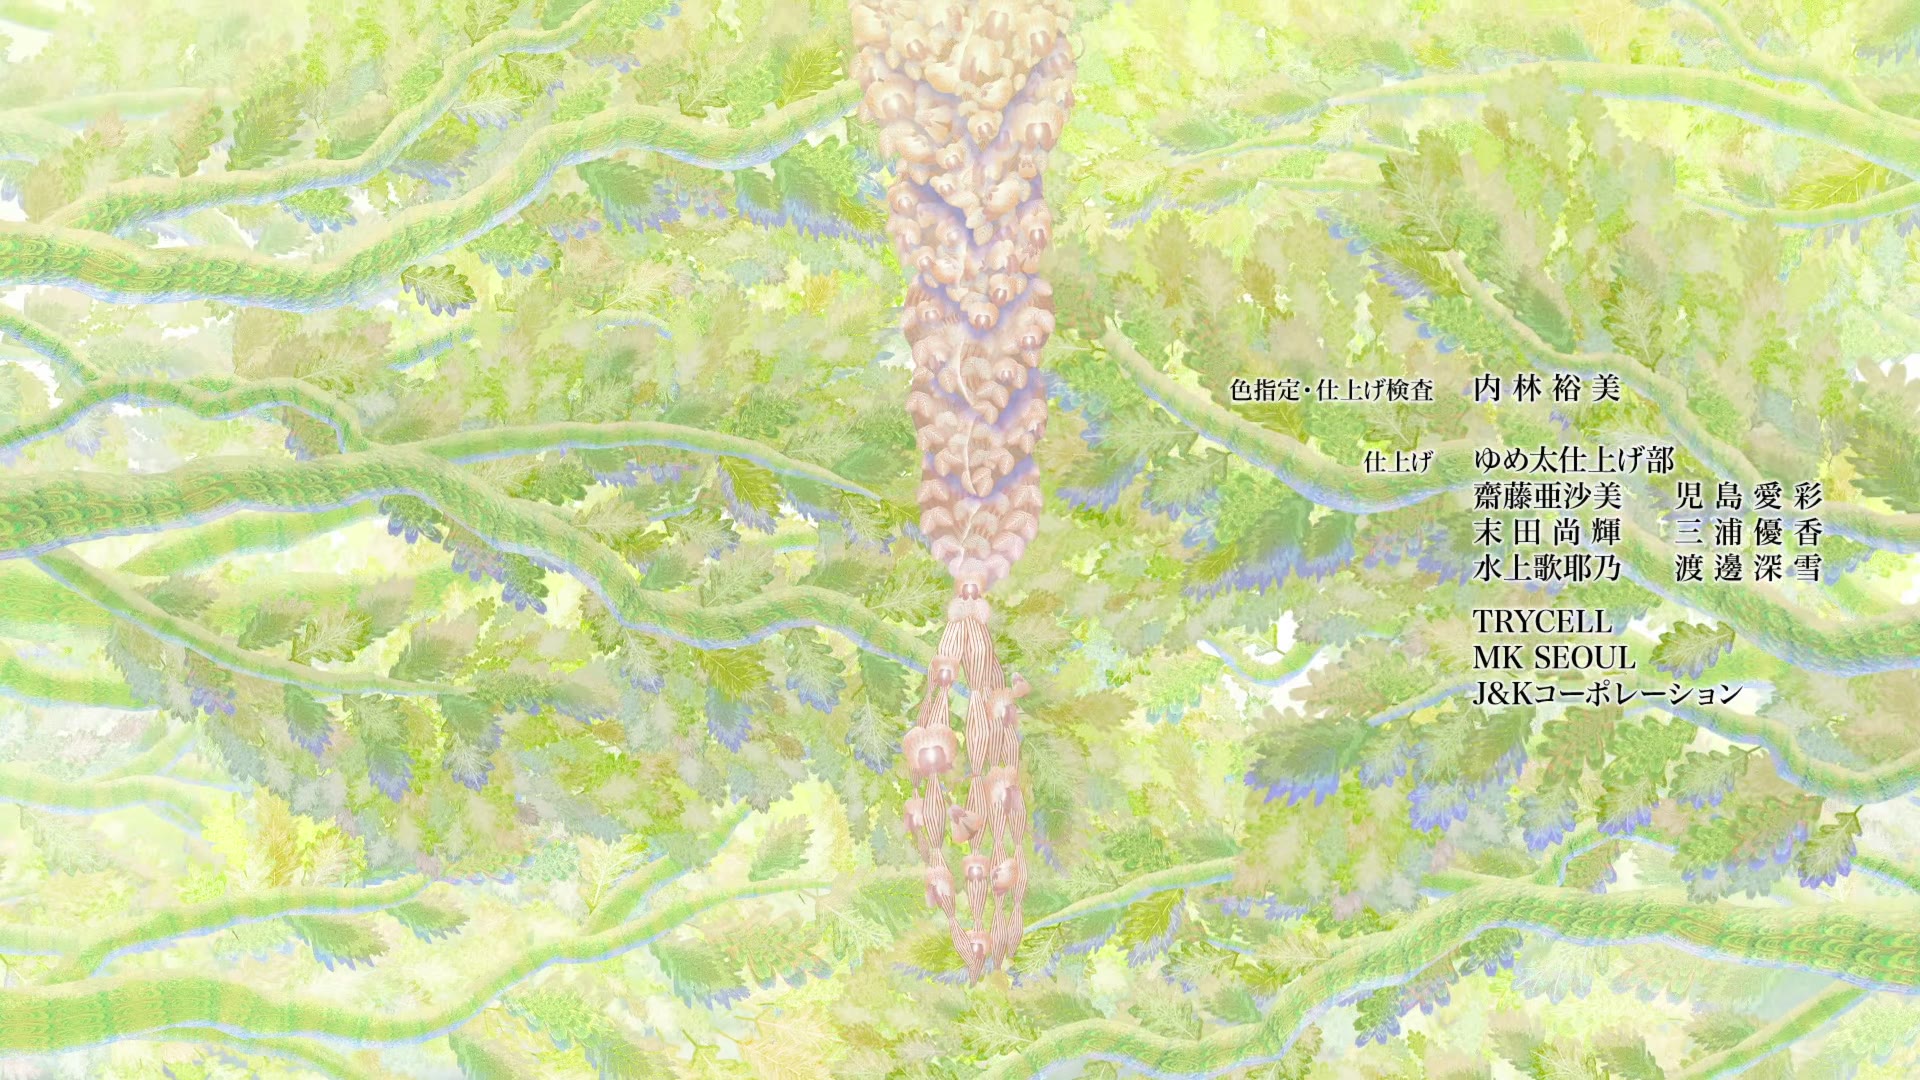 色指定・仕上げ検査 内林裕美
仕上げ ゆめ太仕上げ部
齋藤亜沙美 児島愛彩
末田尚輝 三浦優香
水上歌耶乃 渡邊深雪
TRYCELL
MK SEOUL
J&Kコーポレーション